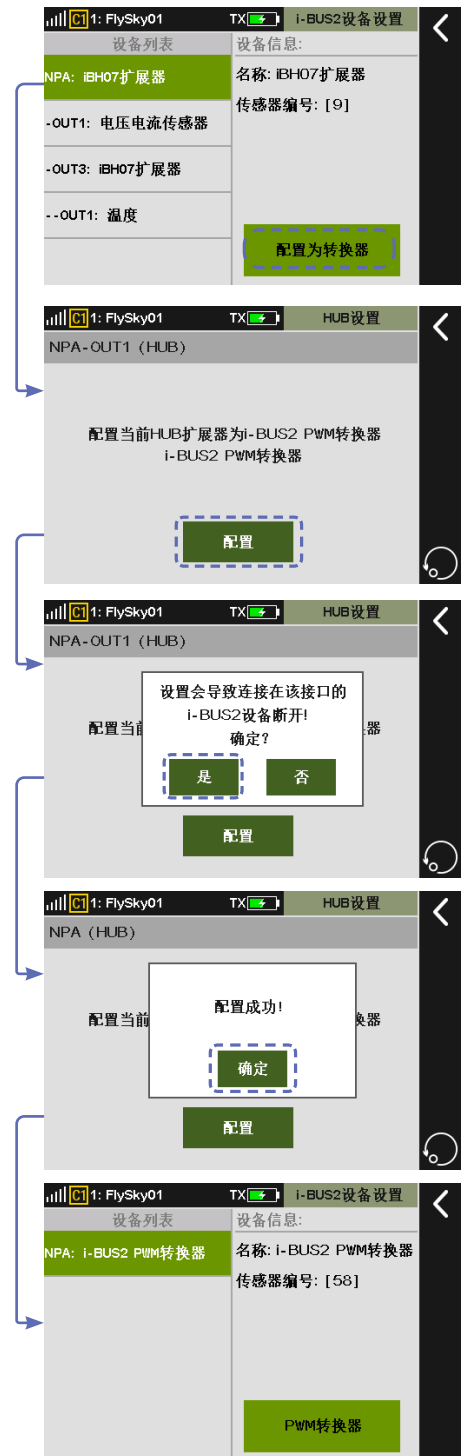 C1 1: FlySky01 TX i-BUS2设备设置
设备列表
设备信息:
NPA: iBH07扩展器
-OUT1: 电压电流传感器
-OUT3: iBH07扩展器
--OUT1: 温度
名称: iBH07扩展器
传感器编号: [9]
配置为转换器
C1 1: FlySky01 TX HUB设置
NPA-OUT1 (HUB)
配置当前HUB扩展器为i-BUS2 PWM转换器
i-BUS2 PWM转换器
配置
C1 1: FlySky01 TX HUB设置
NPA-OUT1 (HUB)
设置会导致连接在该接口的
i-BUS2设备断开!
确定?
配置当前
器
是 否
配置
C1 1: FlySky01 TX HUB设置
NPA (HUB)
配置成功!
配置当前
换器
确定
配置
C1 1: FlySky01 TX i-BUS2设备设置
设备列表
设备信息:
NPA: i-BUS2 PWM转换器
名称: i-BUS2 PWM转换器
传感器编号: [58]
PWM转换器